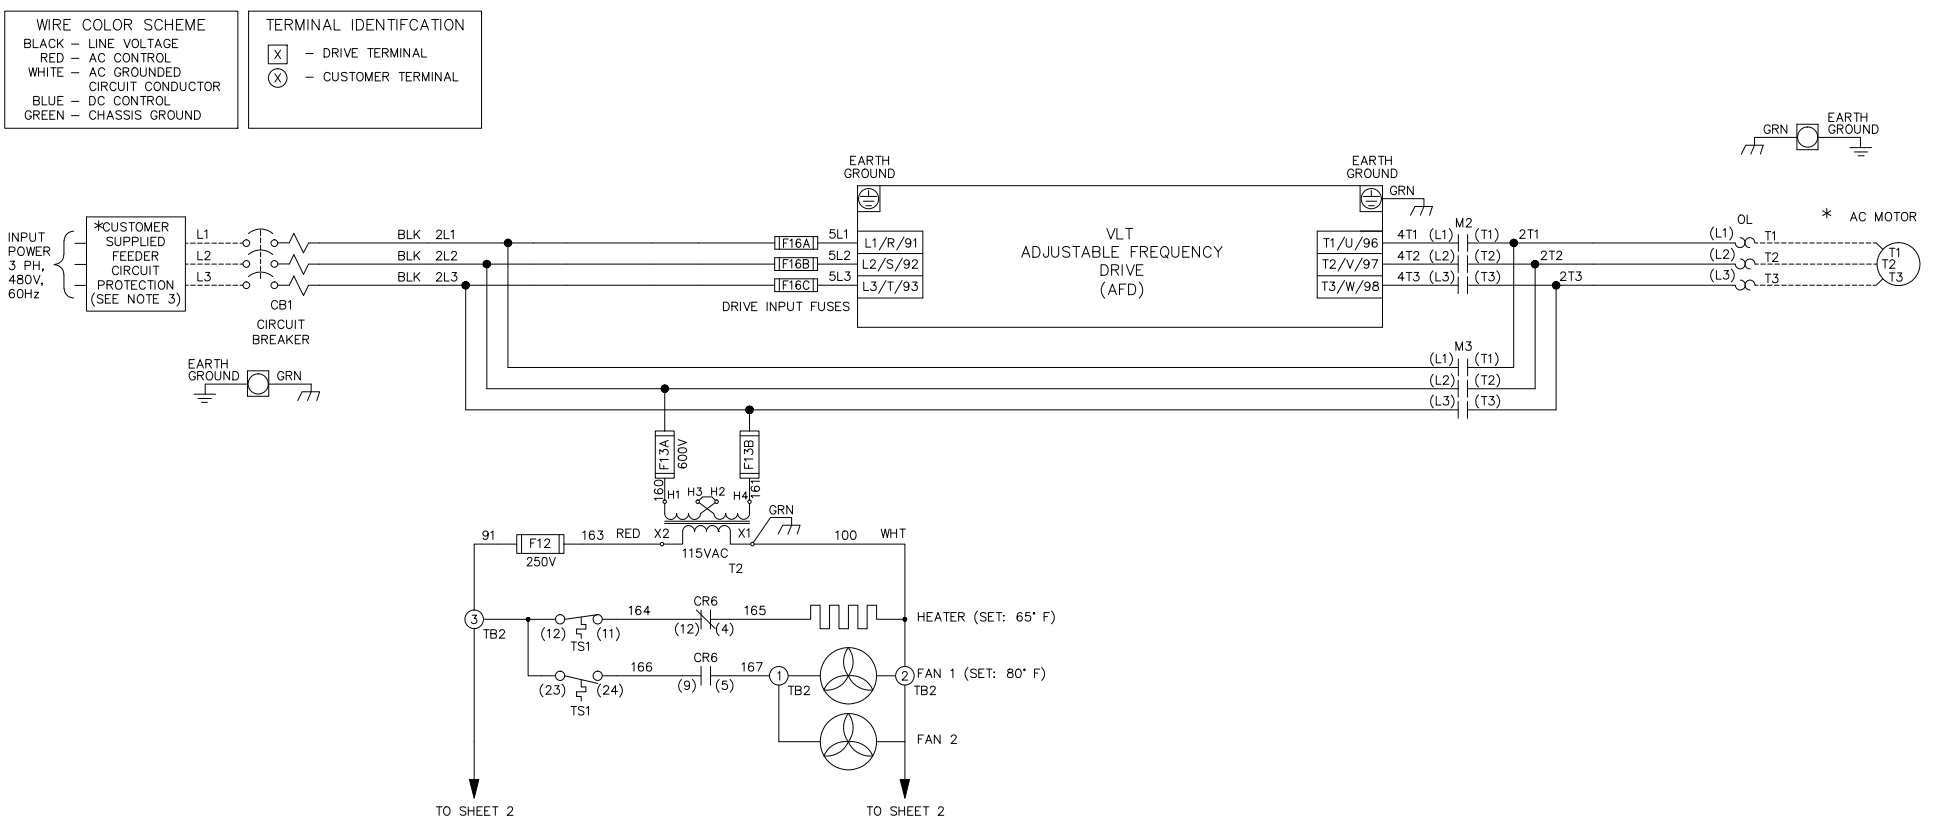 WIRE COLOR SCHEME
BLACK – LINE VOLTAGE
RED – AC CONTROL
WHITE – AC GROUNDED
CIRCUIT CONDUCTOR
BLUE – DC CONTROL
GREEN – CHASSIS GROUND
TERMINAL IDENTIFCATION
X – DRIVE TERMINAL
X – CUSTOMER TERMINAL
GRN
EARTH
GROUND
EARTH
GROUND
EARTH
GROUND
GRN
INPUT
POWER
3 PH,
480V,
60Hz
*CUSTOMER
SUPPLIED
FEEDER
CIRCUIT
PROTECTION
(SEE NOTE 3)
L1
L2
L3
CB1
CIRCUIT
BREAKER
BLK 2L1
BLK 2L2
BLK 2L3
F16A
F16B
F16C
5L1
5L2
5L3
DRIVE INPUT FUSES
L1/R/91
L2/S/92
L3/T/93
VLT
ADJUSTABLE FREQUENCY
DRIVE
(AFD)
T1/U/96
T2/V/97
T3/W/98
M2
4T1 (L1) (T1) 2T1
4T2 (L2) (T2) 2T2
4T3 (L3) (T3) 2T3
OL
(L1) T1
(L2) T2
(L3) T3
* AC MOTOR
T1
T2
T3
M3
(L1) (T1)
(L2) (T2)
(L3) (T3)
EARTH
GROUND
GRN
F13A
600V
F13B
160
161
H1 H3 H2 H4
GRN
91
F12
250V
163 RED X2
X1
115VAC
T2
100 WHT
3
TB2
(12) (11)
TS1
164
CR6
(12) (4)
165
HEATER (SET: 65° F)
(23) (24)
TS1
166
CR6
(9) (5)
167
1
TB2
2
TB2
FAN 1 (SET: 80° F)
FAN 2
TO SHEET 2
TO SHEET 2